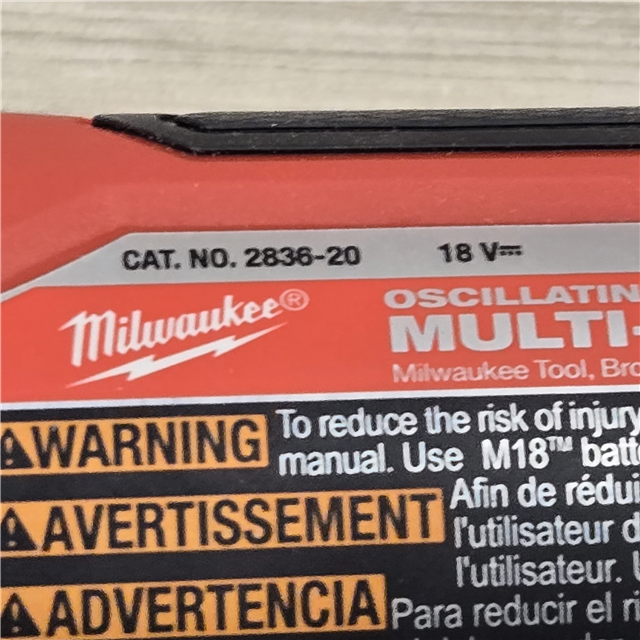 CAT. NO. 2836-20 18 V⎓
Milwaukee®
OSCILLATIN
MULTI-
Milwaukee Tool, Bro
⚠WARNING To reduce the risk of injury
manual. Use M18™ batt
⚠AVERTISSEMENT Afin de rédui
l'utilisateur d
l'utilisateur.
⚠ADVERTENCIA Para reducir el ri